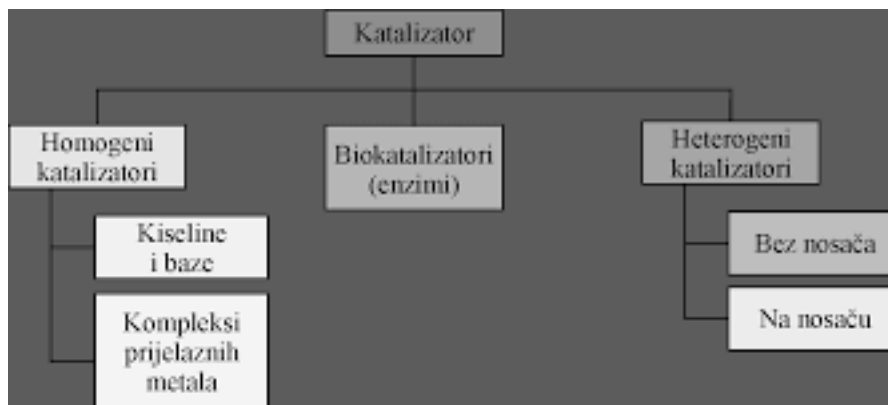 Katalizator
Homogeni
katalizatori
Biokatalizatori
(enzimi)
Heterogeni
katalizatori
Kiseline
i baze
Bez nosača
Kompleksi
prijelaznih
metala
Na nosaču